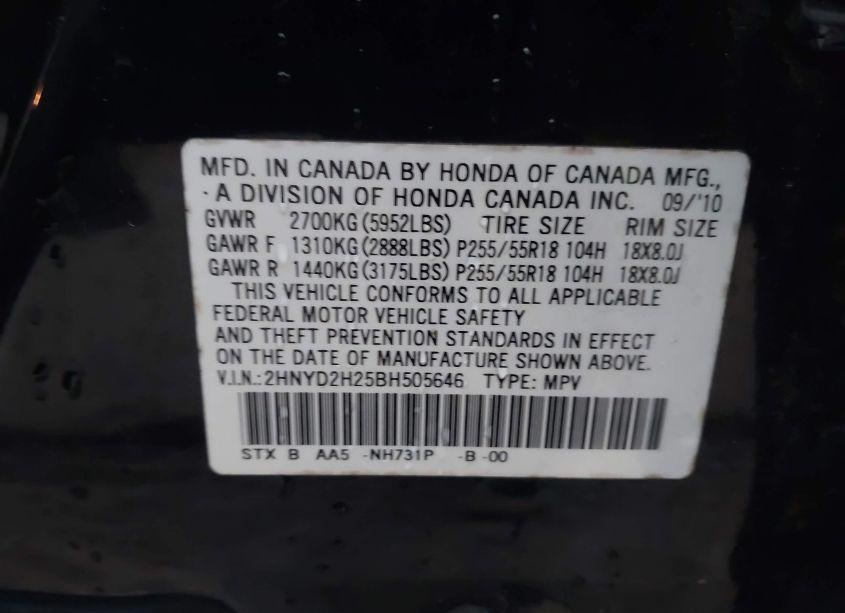 MFD. IN CANADA BY HONDA OF CANADA MFG.,
A DIVISION OF HONDA CANADA INC. 09/'10
GVWR 2700KG (5952LBS) TIRE SIZE RIM SIZE
GAWR F 1310KG (2888LBS) P255/55R18 104H 18X8.0J
GAWR R 1440KG (3175LBS) P255/55R18 104H 18X8.0J
THIS VEHICLE CONFORMS TO ALL APPLICABLE
FEDERAL MOTOR VEHICLE SAFETY
AND THEFT PREVENTION STANDARDS IN EFFECT
ON THE DATE OF MANUFACTURE SHOWN ABOVE.
V.I.N.:2HNYD2H25BH505646 TYPE: MPV
STX B AA5 -NH731P -B -00